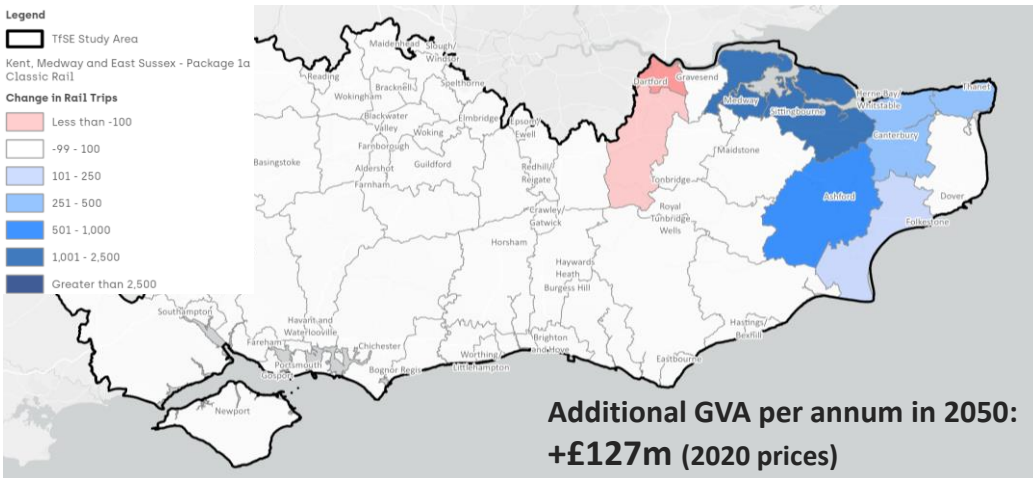 Legend
TfSE Study Area
Kent, Medway and East Sussex - Package 1a
Classic Rail
Change in Rail Trips
Less than -100
-99 - 100
101 - 250
251 - 500
501 - 1,000
1,001 - 2,500
Greater than 2,500
Maidenhead
Slough/
Windsor
Reading
Bracknell
Spelthorne
Wokingham
Blackwater
Valley
Elmbridge
Woking
Epsom/
Ewell
Farnborough
Basingstoke
Aldershot
Guildford
Farnham
Redhill/
Reigate
Crawley/
Gatwick
Horsham
Haywards
Heath
Burgess Hill
Dartford
Gravesend
Medway
Sittingbourne
Herne Bay/
Whitstable
Thanet
Canterbury
Maidstone
Tonbridge
Royal
Tunbridge
Wells
Ashford
Dover
Folkestone
Hastings/
Bexhill
Eastbourne
Brighton
and Hove
Worthing
Littlehampton
Bognor Regis
Chichester
Havant and
Waterlooville
Portsmouth
Fareham
Gosport
Southampton
Newport
Additional GVA per annum in 2050:
+£127m (2020 prices)